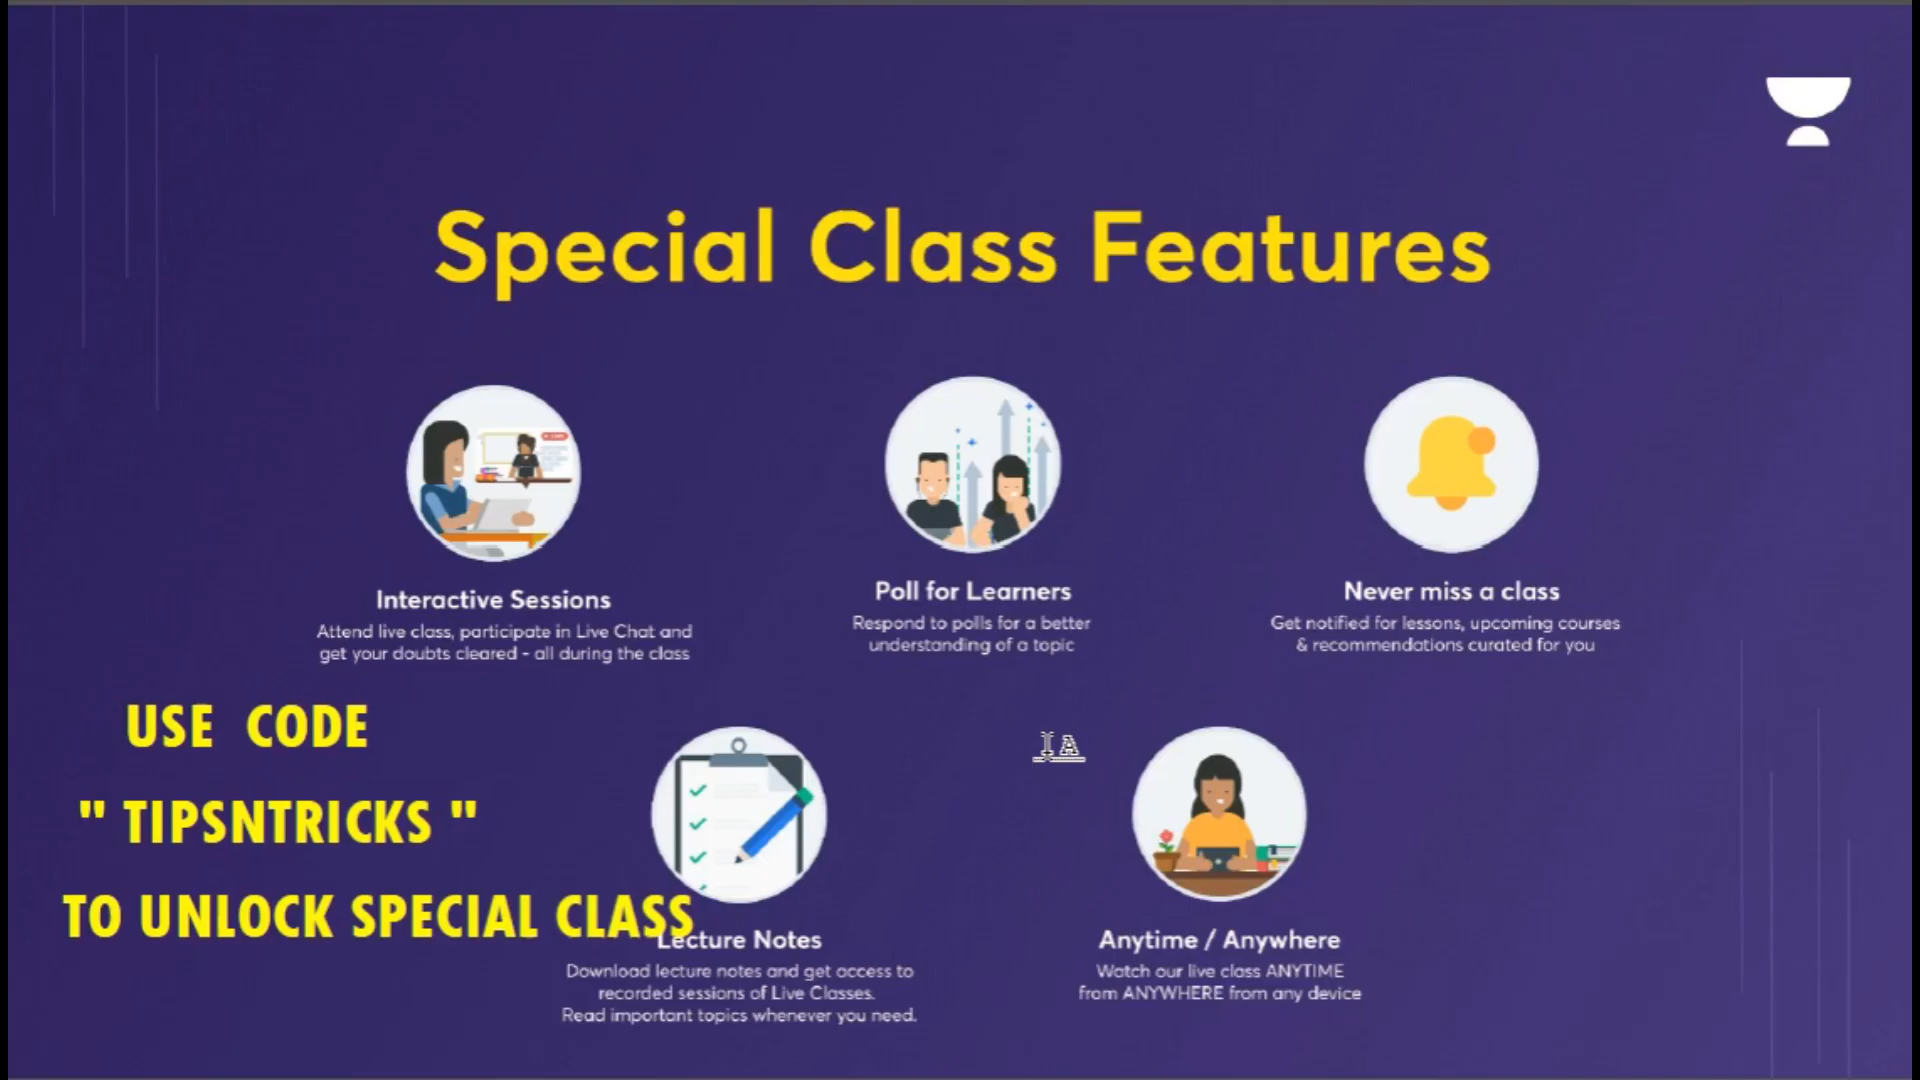 Special Class Features
Interactive Sessions
Attend live class, participate in Live Chat and
get your doubts cleared - all during the class
Poll for Learners
Respond to polls for a better
understanding of a topic
Never miss a class
Get notified for lessons, upcoming courses
& recommendations curated for you
USE CODE
" TIPSNTRICKS "
TO UNLOCK SPECIAL CLASS
Lecture Notes
Download lecture notes and get access to
recorded sessions of Live Classes.
Read important topics whenever you need.
A
Anytime / Anywhere
Watch our live class ANYTIME
from ANYWHERE from any device